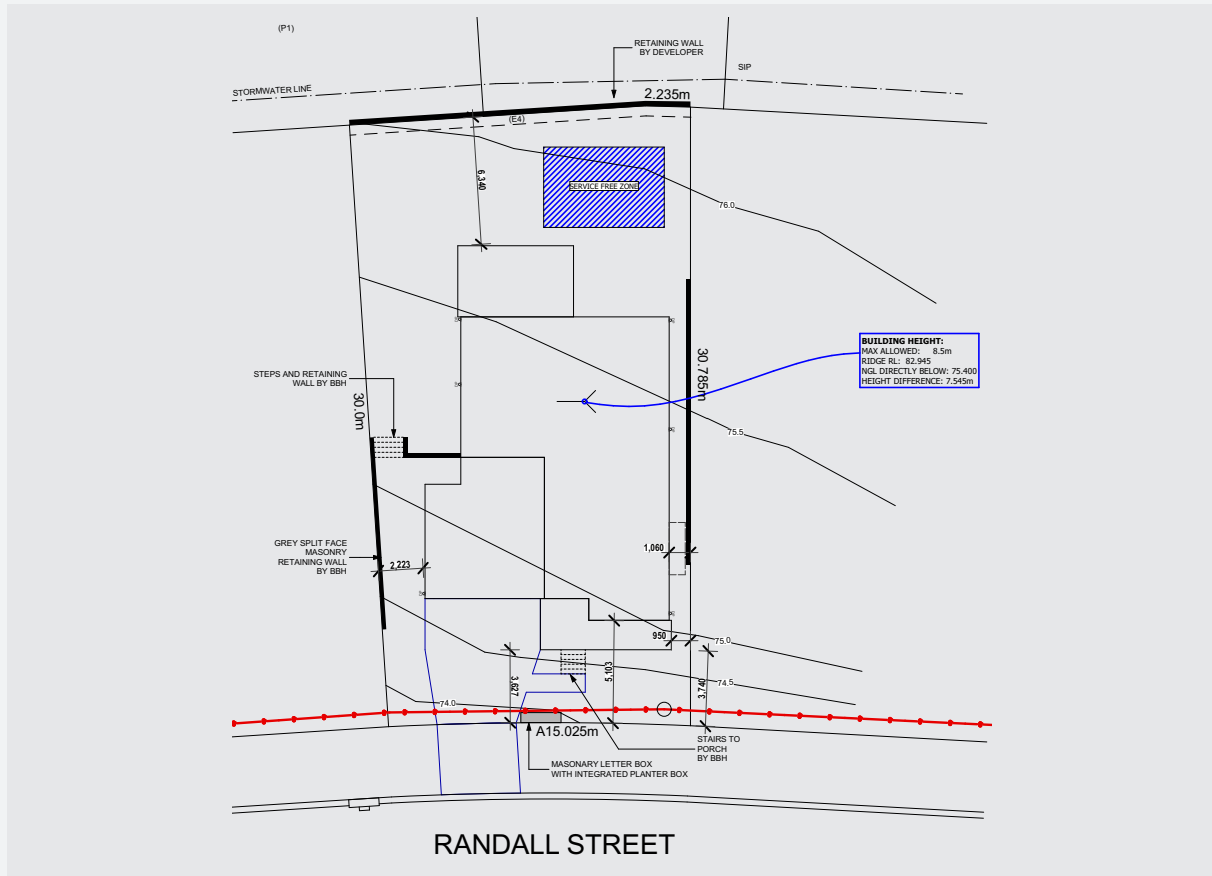 (P1)
RETAINING WALL
BY DEVELOPER
SIP
STORMWATER LINE
2.235m
(E4)
6,340
SERVICE FREE ZONE
76.0
BUILDING HEIGHT:
MAX ALLOWED: 8.5m
RIDGE RL: 82.945
NGL DIRECTLY BELOW: 75.400
HEIGHT DIFFERENCE: 7.545m
30.785m
STEPS AND RETAINING
WALL BY BBH
30.0m
75.5
GREY SPLIT FACE
MASONRY
RETAINING WALL
BY BBH
2,223
1,060
950
75.0
3,627
5,103
3,740
74.5
74.0
A15.025m
STAIRS TO
PORCH
BY BBH
MASONARY LETTER BOX
WITH INTEGRATED PLANTER BOX
RANDALL STREET